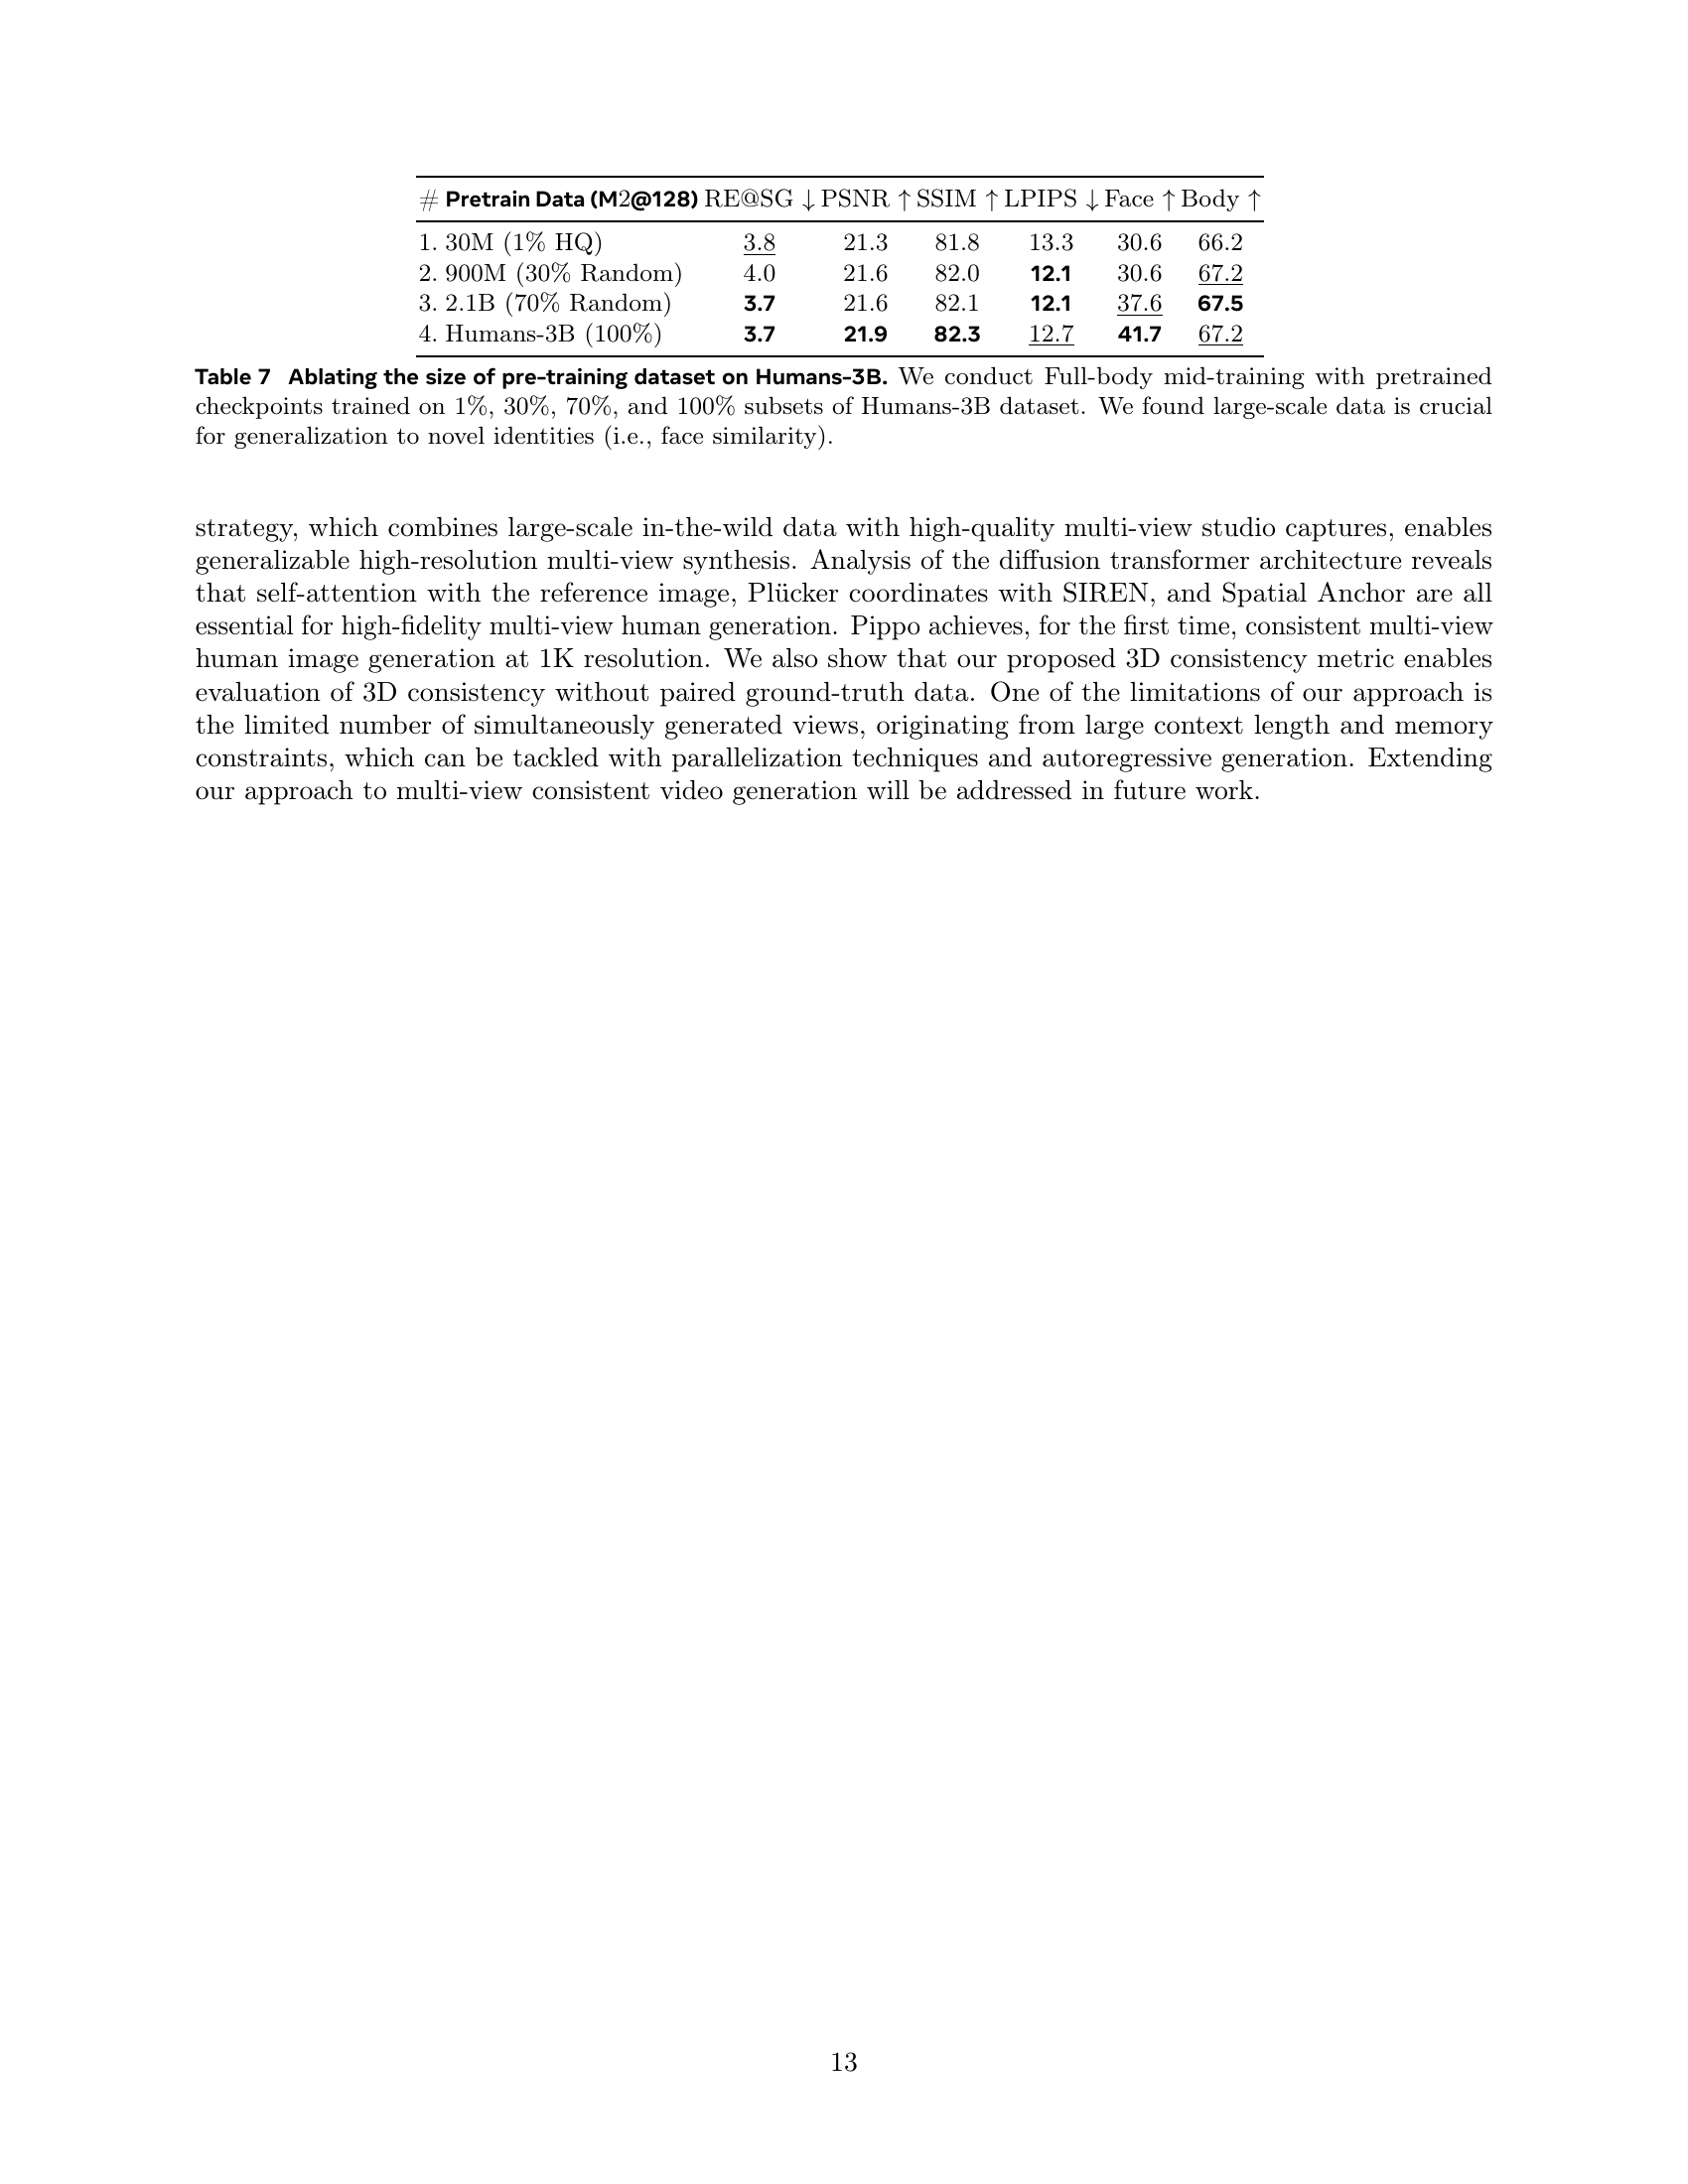 # Pretrain Data (M2@128) RE@SG ↓ PSNR ↑ SSIM ↑ LPIPS ↓ Face ↑ Body ↑
1. 30M (1% HQ) 3.8 21.3 81.8 13.3 30.6 66.2
2. 900M (30% Random) 4.0 21.6 82.0 12.1 30.6 67.2
3. 2.1B (70% Random) 3.7 21.6 82.1 12.1 37.6 67.5
4. Humans-3B (100%) 3.7 21.9 82.3 12.7 41.7 67.2
Table 7 Ablating the size of pre-training dataset on Humans-3B. We conduct Full-body mid-training with pretrained
checkpoints trained on 1%, 30%, 70%, and 100% subsets of Humans-3B dataset. We found large-scale data is crucial
for generalization to novel identities (i.e., face similarity).
strategy, which combines large-scale in-the-wild data with high-quality multi-view studio captures, enables
generalizable high-resolution multi-view synthesis. Analysis of the diffusion transformer architecture reveals
that self-attention with the reference image, Plücker coordinates with SIREN, and Spatial Anchor are all
essential for high-fidelity multi-view human generation. Pippo achieves, for the first time, consistent multi-view
human image generation at 1K resolution. We also show that our proposed 3D consistency metric enables
evaluation of 3D consistency without paired ground-truth data. One of the limitations of our approach is
the limited number of simultaneously generated views, originating from large context length and memory
constraints, which can be tackled with parallelization techniques and autoregressive generation. Extending
our approach to multi-view consistent video generation will be addressed in future work.
13